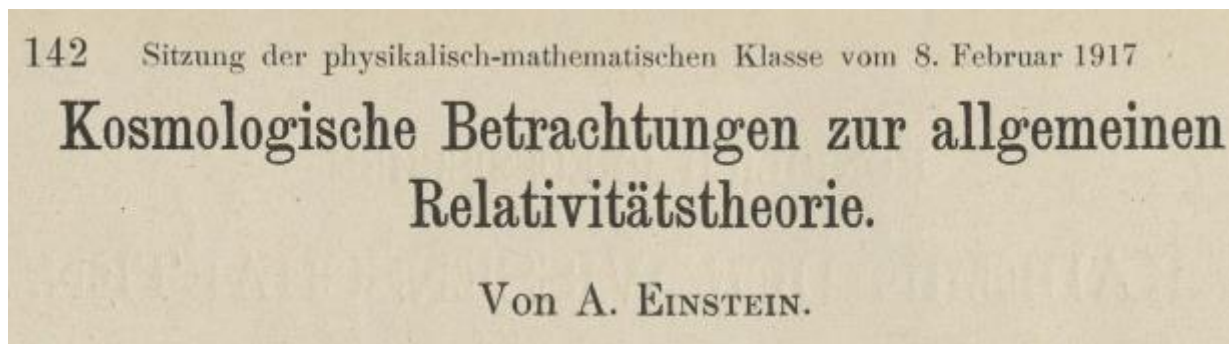 142 Sitzung der physikalisch-mathematischen Klasse vom 8. Februar 1917
Kosmologische Betrachtungen zur allgemeinen
Relativitätstheorie.
Von A. EINSTEIN.